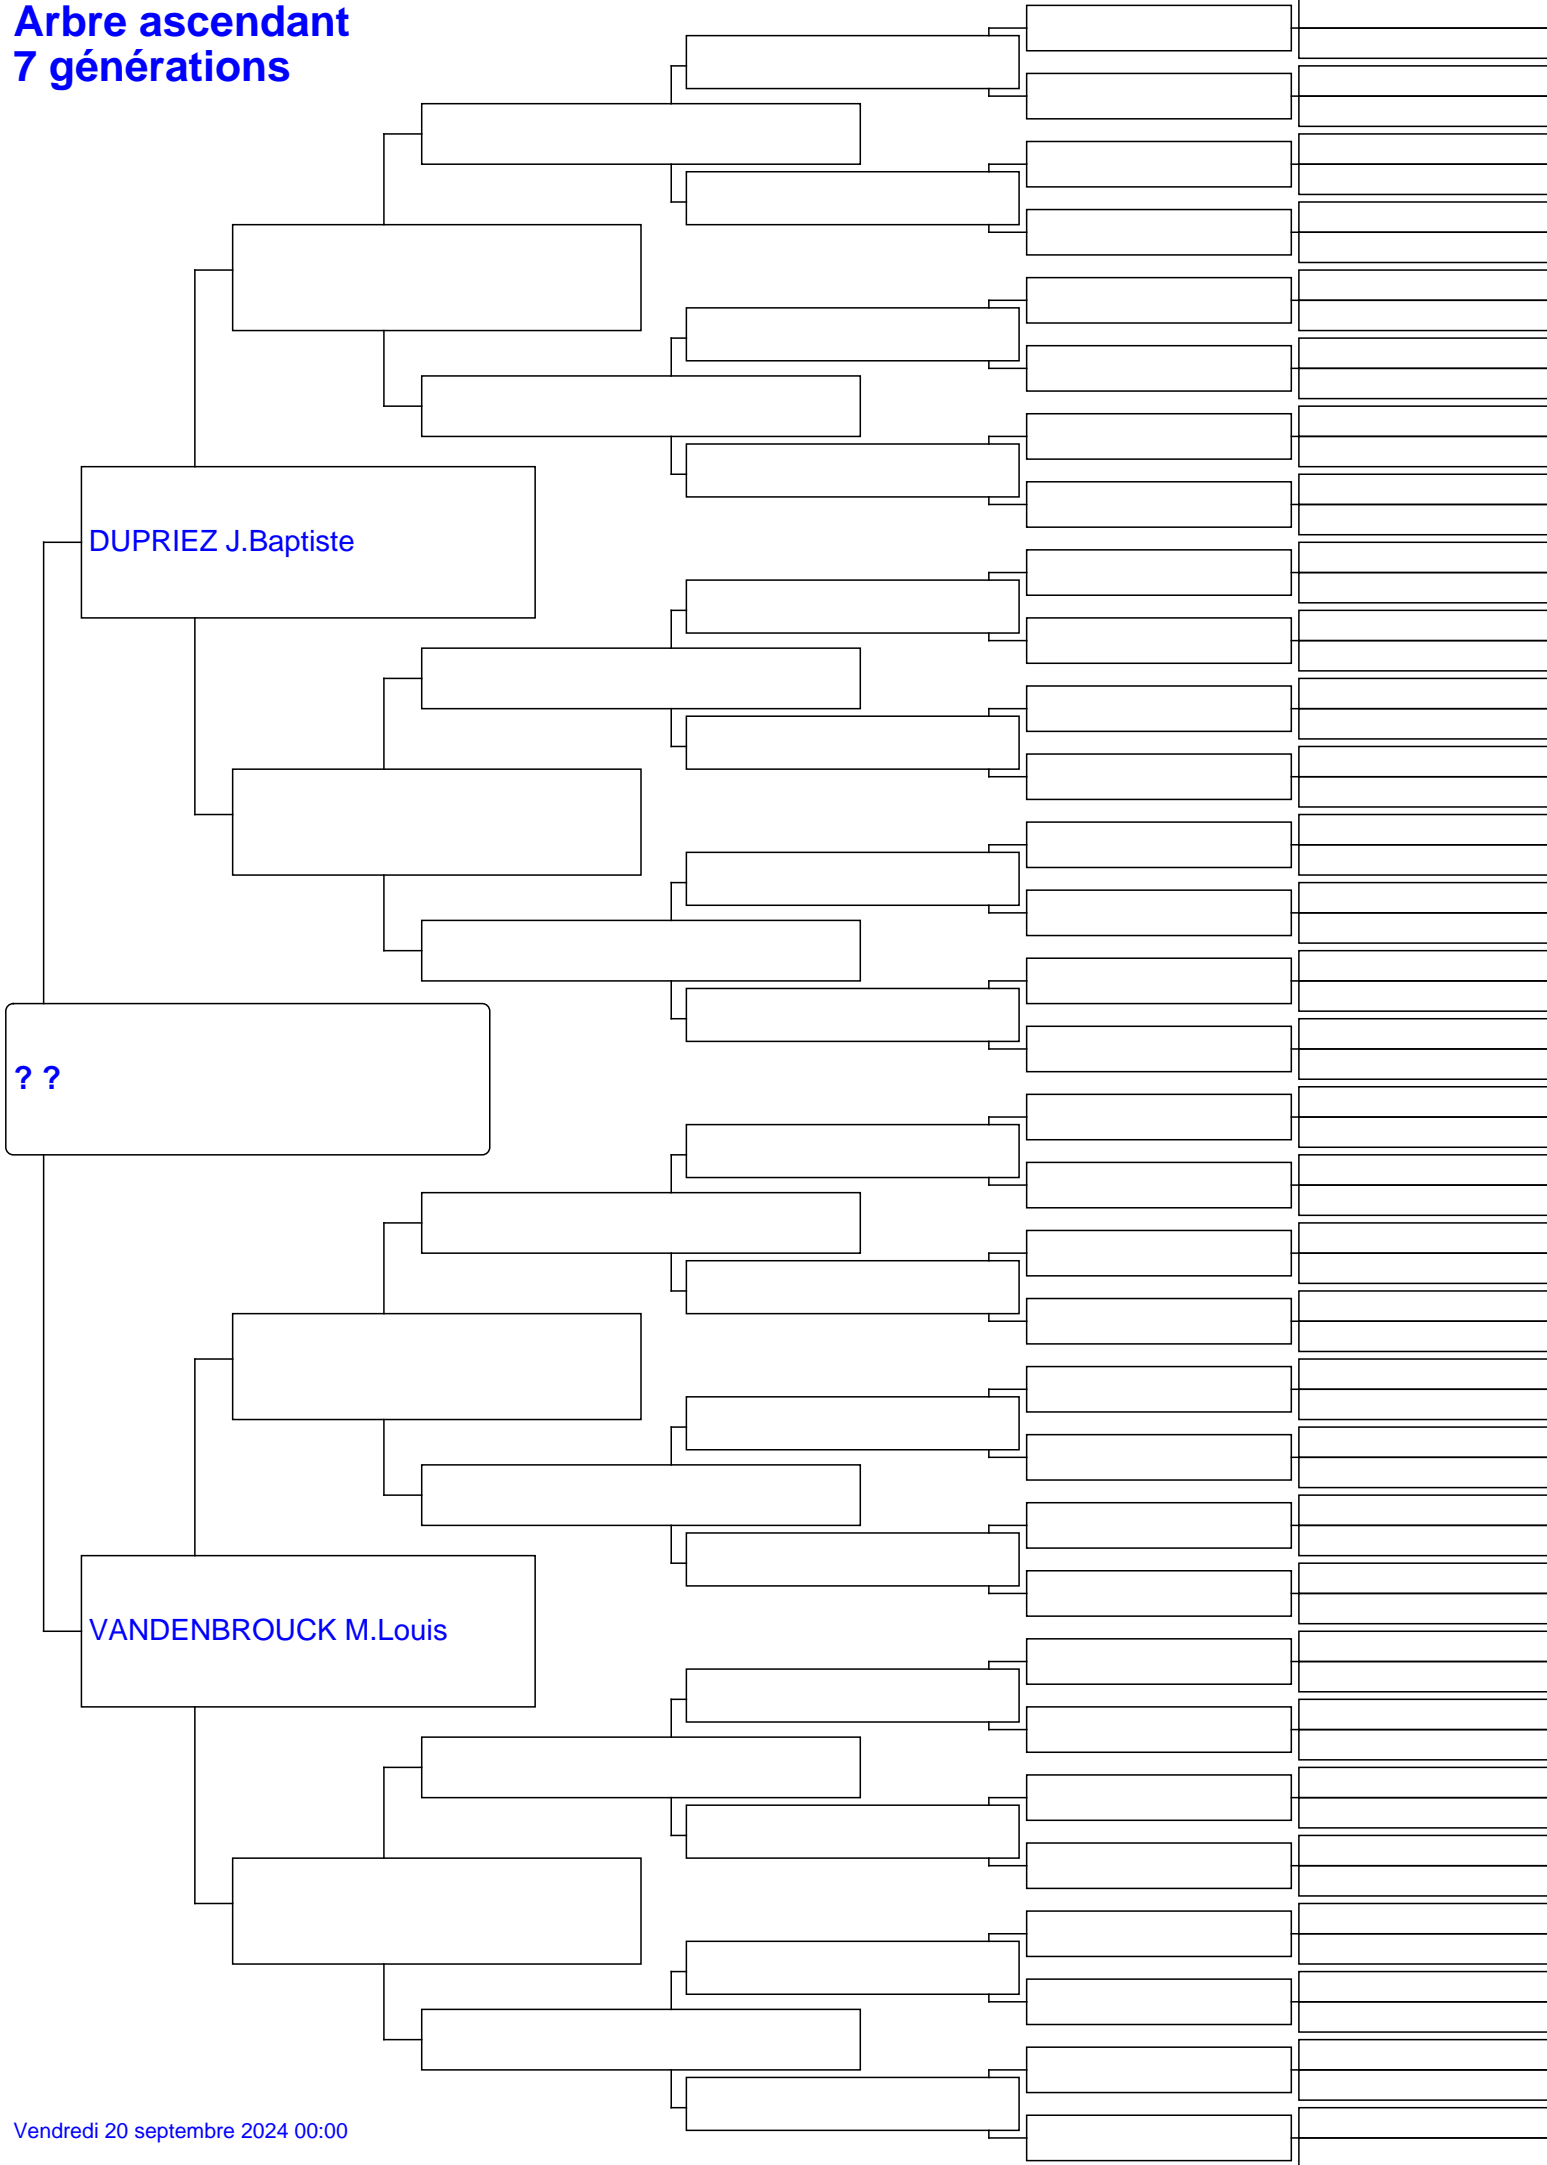 Arbre ascendant
7 générations
DUPRIEZ J.Baptiste
? ?
VANDENBROUCK M.Louis
Vendredi 20 septembre 2024 00:00